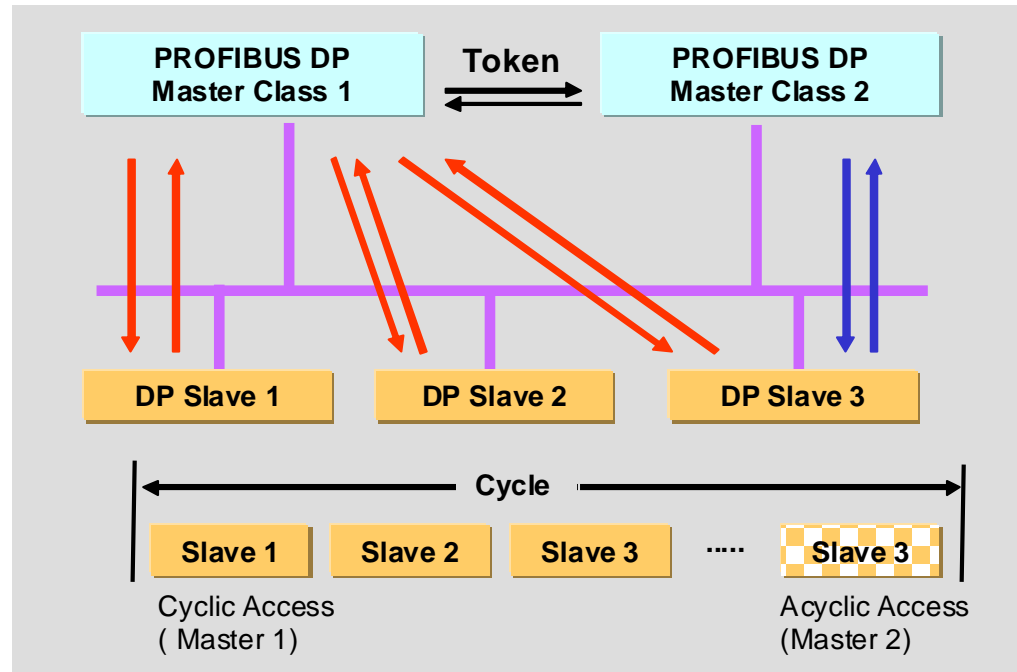 PROFIBUS DP
Master Class 1
Token
PROFIBUS DP
Master Class 2
DP Slave 1
DP Slave 2
DP Slave 3
Cycle
Slave 1
Slave 2
Slave 3
.....
Slave 3
Cyclic Access
( Master 1)
Acyclic Access
(Master 2)